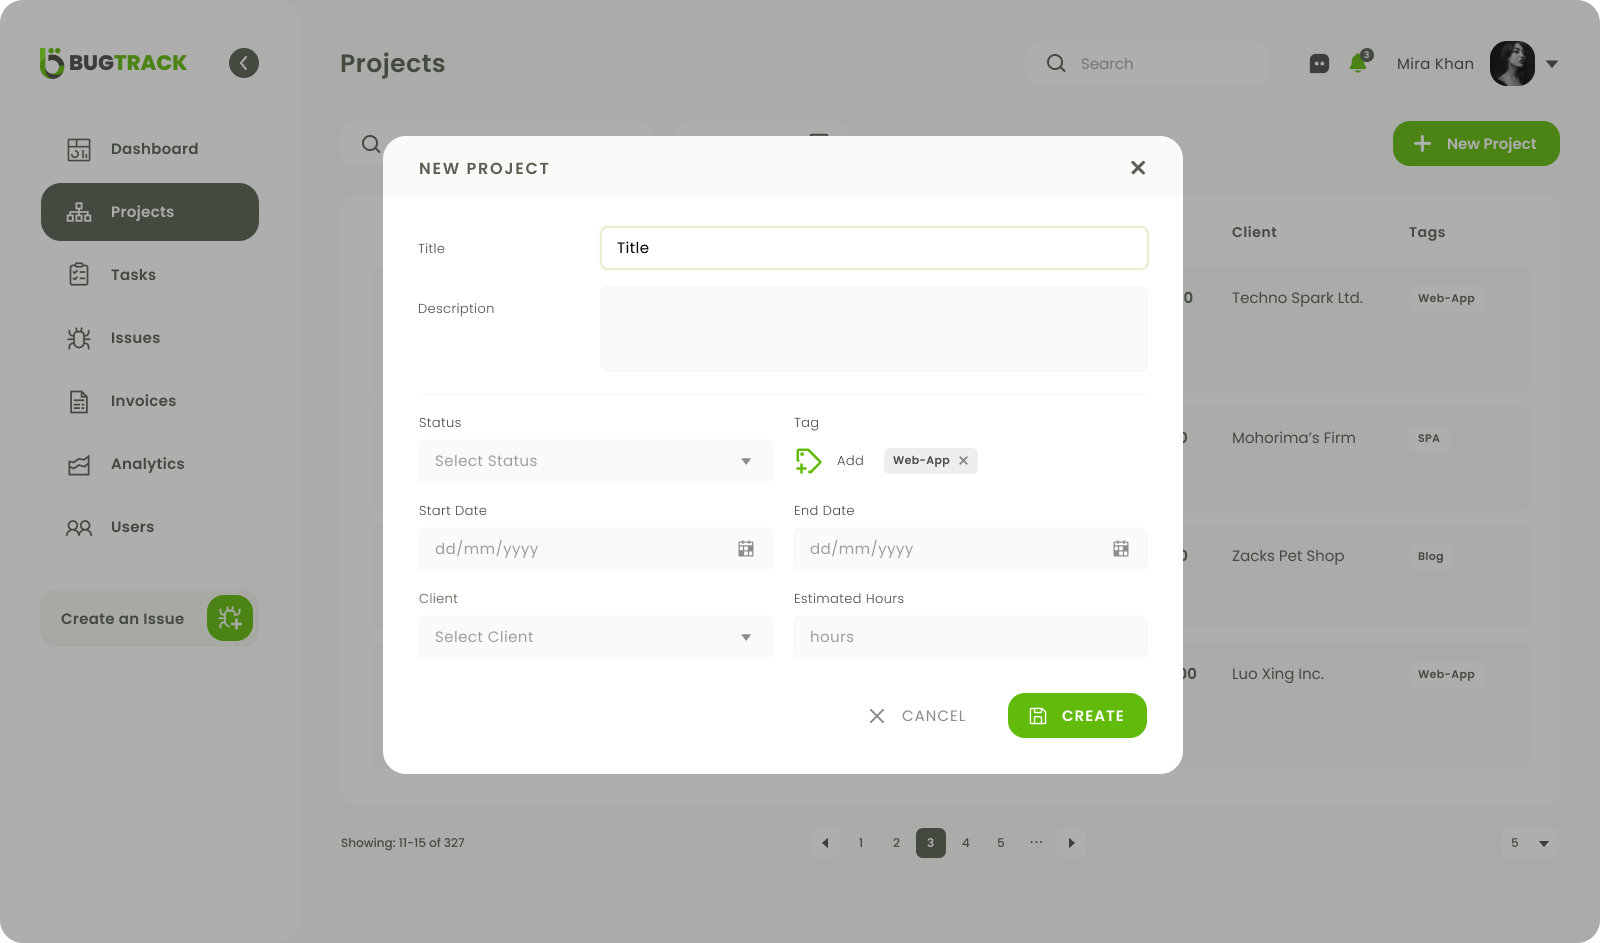 BUGTRACK
Projects
Search
3
Mira Khan
Dashboard
Projects
Tasks
Issues
Invoices
Analytics
Users
Create an Issue
New Project
NEW PROJECT
Title
Title
Description
Status
Select Status
Tag
Add
Web-App
Start Date
dd/mm/yyyy
End Date
dd/mm/yyyy
Client
Select Client
Estimated Hours
hours
CANCEL
CREATE
Client Tags
0 Techno Spark Ltd. Web-App
0 Mohorima’s Firm SPA
0 Zacks Pet Shop Blog
00 Luo Xing Inc. Web-App
Showing: 11-15 of 327
1 2 3 4 5 ...
5